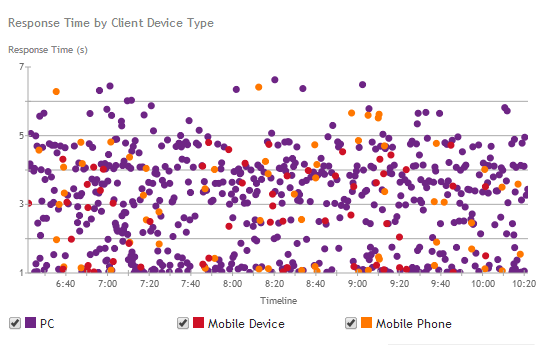 Response Time by Client Device Type
Response Time (s)
7
5
3
1
6:40 7:00 7:20 7:40 8:00 8:20 8:40 9:00 9:20 9:40 10:00 10:20
Timeline
PC Mobile Device Mobile Phone